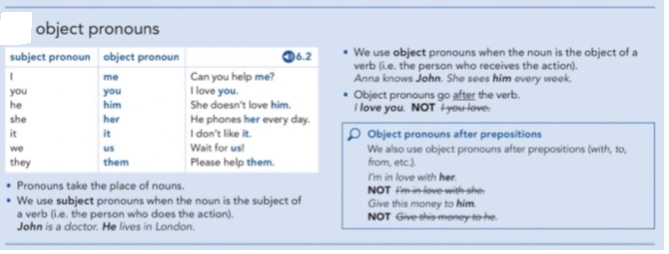 object pronouns
subject pronoun object pronoun 6.2
I me Can you help me?
you you I love you.
he him She doesn't love him.
she her He phones her every day.
it it I don't like it.
we us Wait for us!
they them Please help them.
• Pronouns take the place of nouns.
• We use subject pronouns when the noun is the subject of
a verb (i.e. the person who does the action).
John is a doctor. He lives in London.
• We use object pronouns when the noun is the object of a
verb (i.e. the person who receives the action).
Anna knows John. She sees him every week.
• Object pronouns go after the verb.
I love you. NOT I you love.
Object pronouns after prepositions
We also use object pronouns after prepositions (with, to,
from, etc.).
I'm in love with her.
NOT I'm in love with she.
Give this money to him.
NOT Give this money to he.